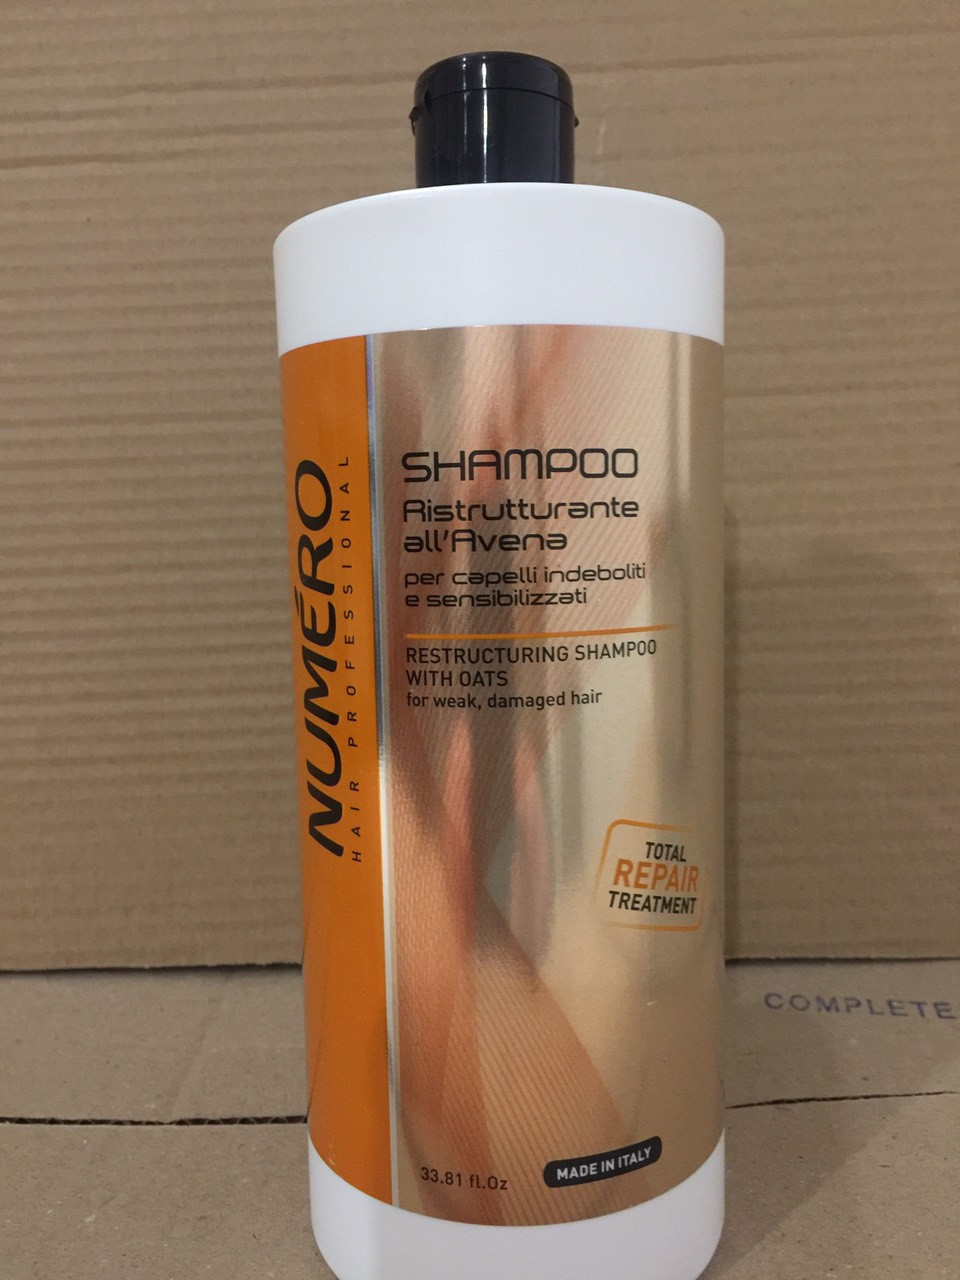 NUMÉRO
HAIR PROFESSIONAL
SHAMPOO
Ristrutturante
all'Avena
per capelli indeboliti
e sensibilizzati
RESTRUCTURING SHAMPOO
WITH OATS
for weak, damaged hair
TOTAL
REPAIR
TREATMENT
COMPLETE
33.81 fl.Oz
MADE IN ITALY